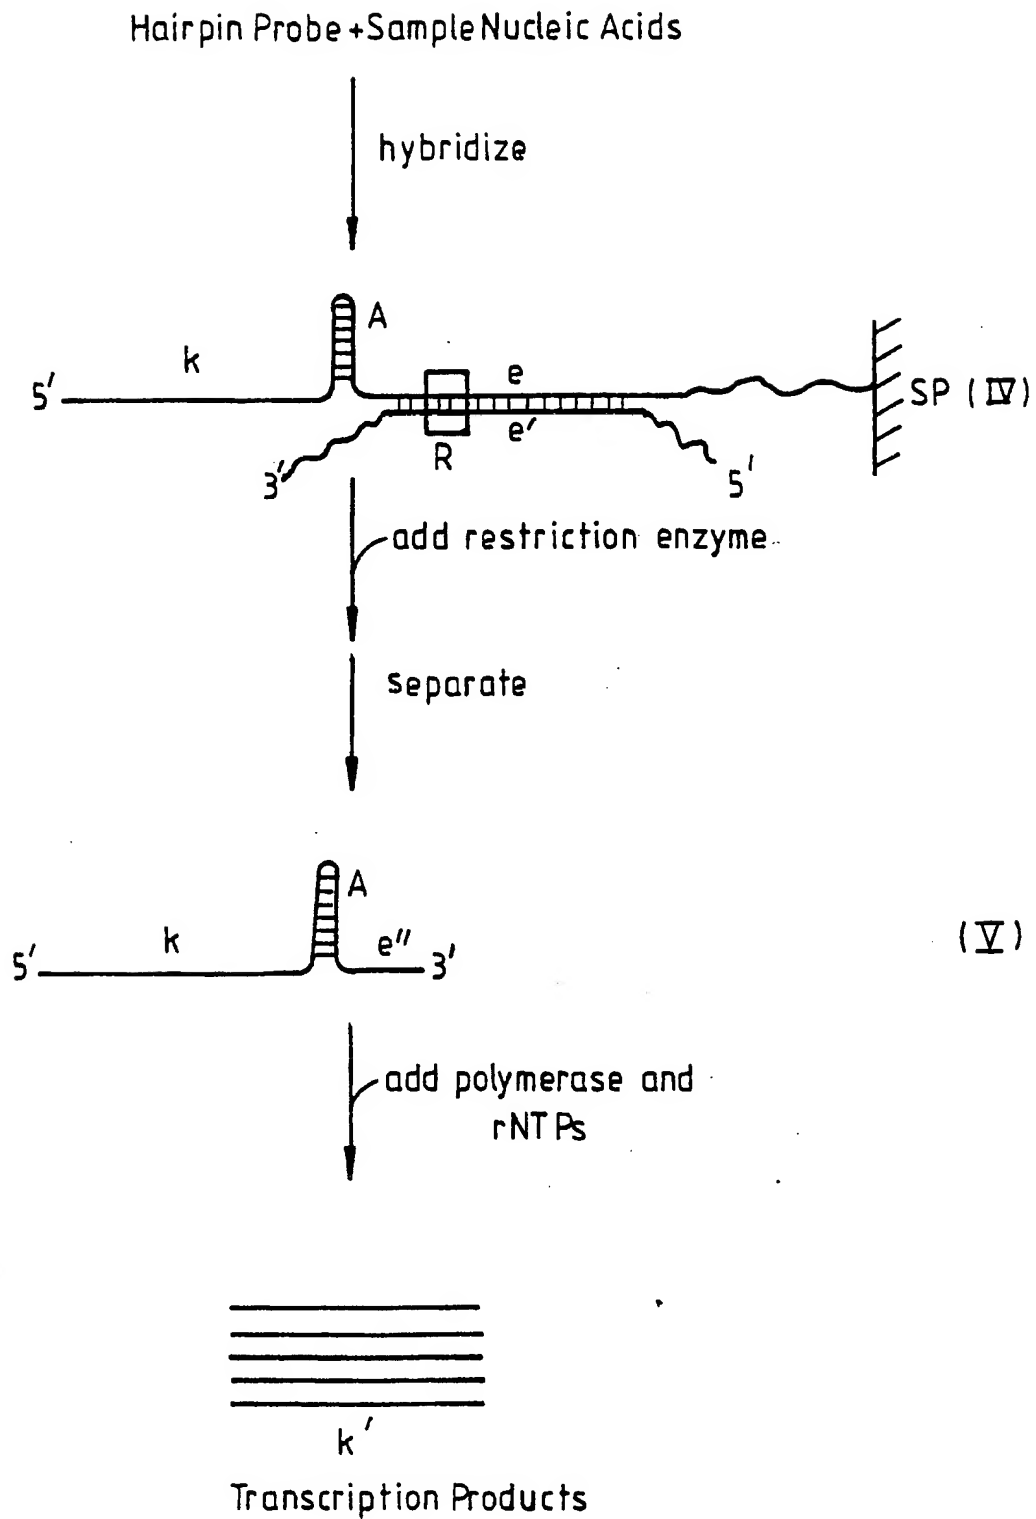 Hairpin Probe + Sample Nucleic Acids
hybridize
A
k
e
5'
SP (IV)
e'
R
3'
5'
add restriction enzyme
separate
A
k
e''
(V)
5'
3'
add polymerase and
rNTPs
k'
Transcription Products